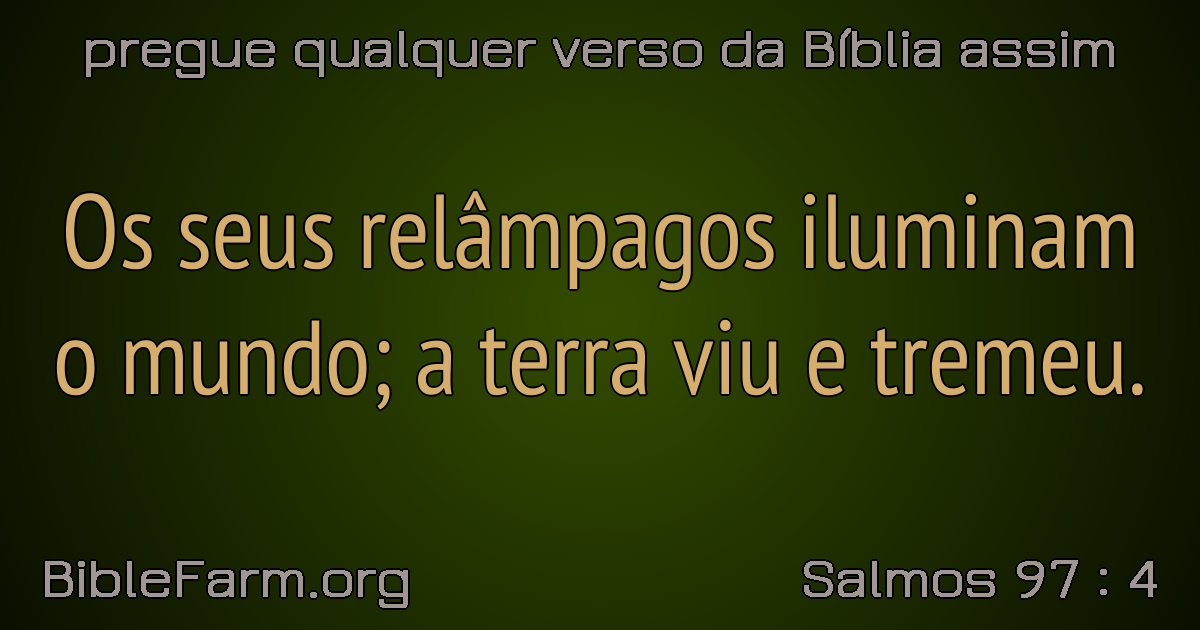 pregue qualquer verso da Bíblia assim
Os seus relâmpagos iluminam
o mundo; a terra viu e tremeu.
BibleFarm.org
Salmos 97 : 4